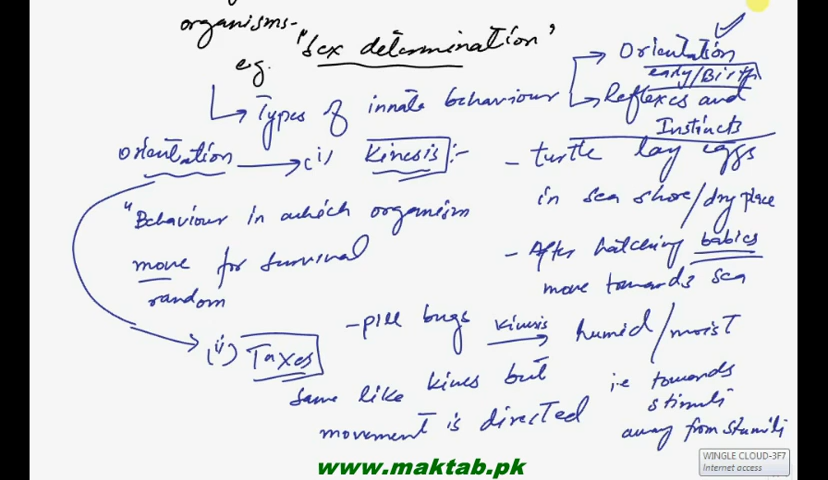 organisms-
e.g. "Sex determination"
Types of innate behaviour
Orientation
early/Birth
Reflexes and
Instincts
Orientation (i) Kinesis :-
"Behaviour in which organism
move for survival
random
- turtle lay eggs
in sea shore/dry place
- After hatching babies
move towards sea
- pill bugs kinesis humid/moist
(ii) Taxes
same like kines but
movement is directed
i.e towards
stimuli
away from stimuli
www.maktab.pk
WINGLE CLOUD-3F7
Internet access